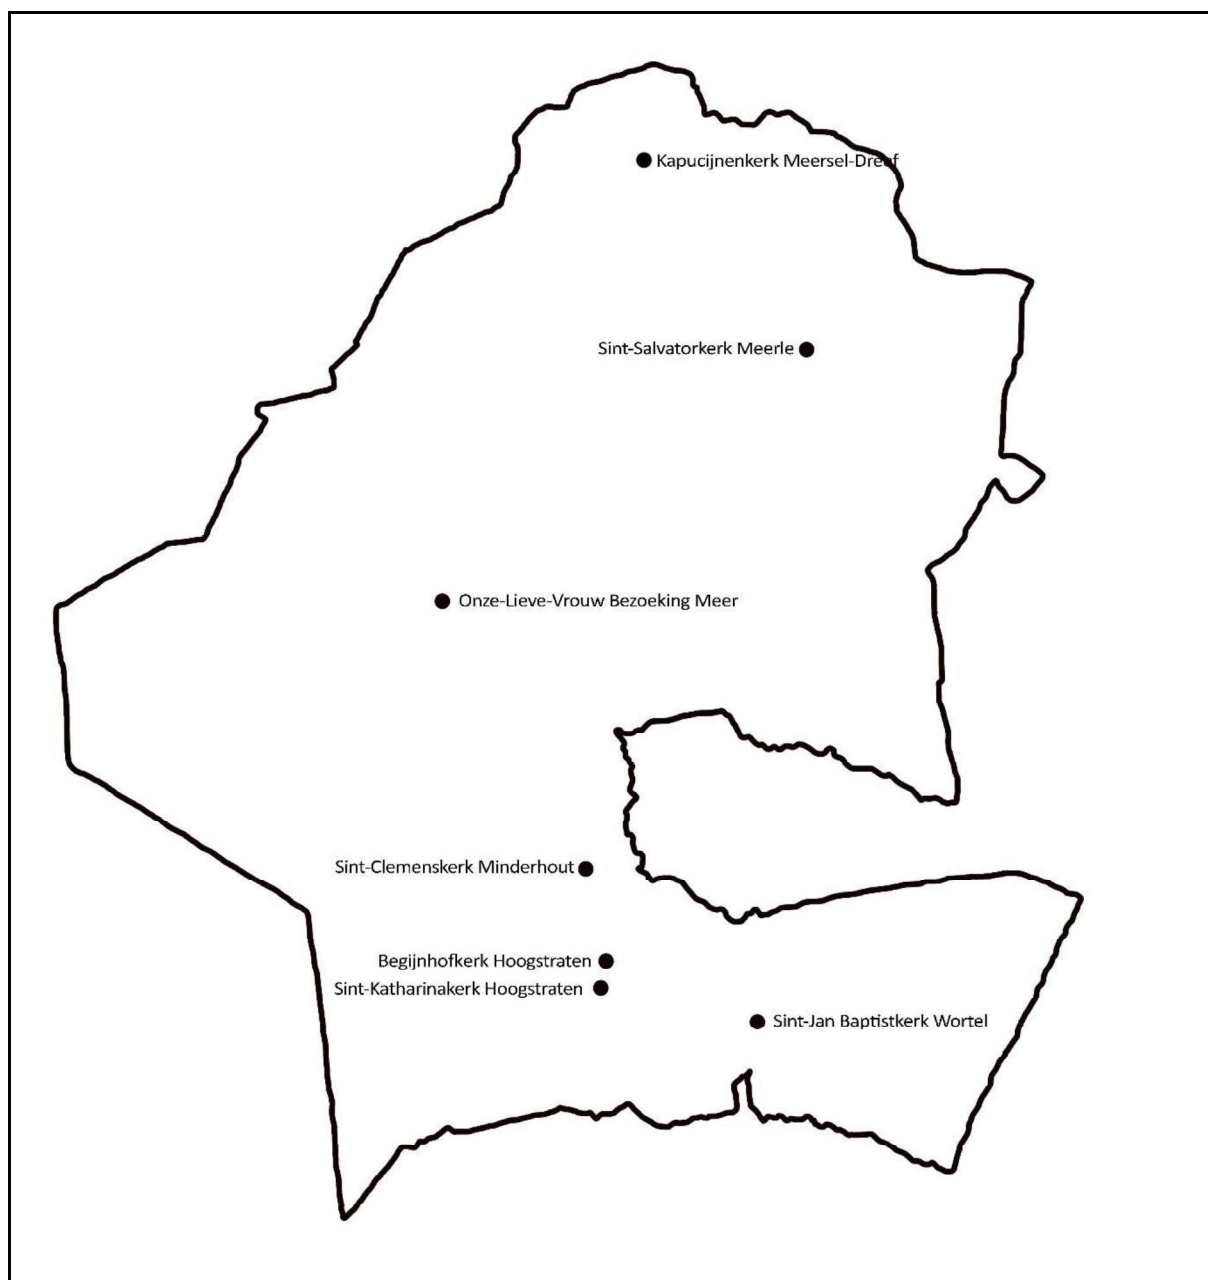 Kapucijnenkerk Meersel-Dreef
Sint-Salvatorkerk Meerle
Onze-Lieve-Vrouw Bezoeking Meer
Sint-Clemenskerk Minderhout
Begijnhofkerk Hoogstraten
Sint-Katharinakerk Hoogstraten
Sint-Jan Baptistkerk Wortel